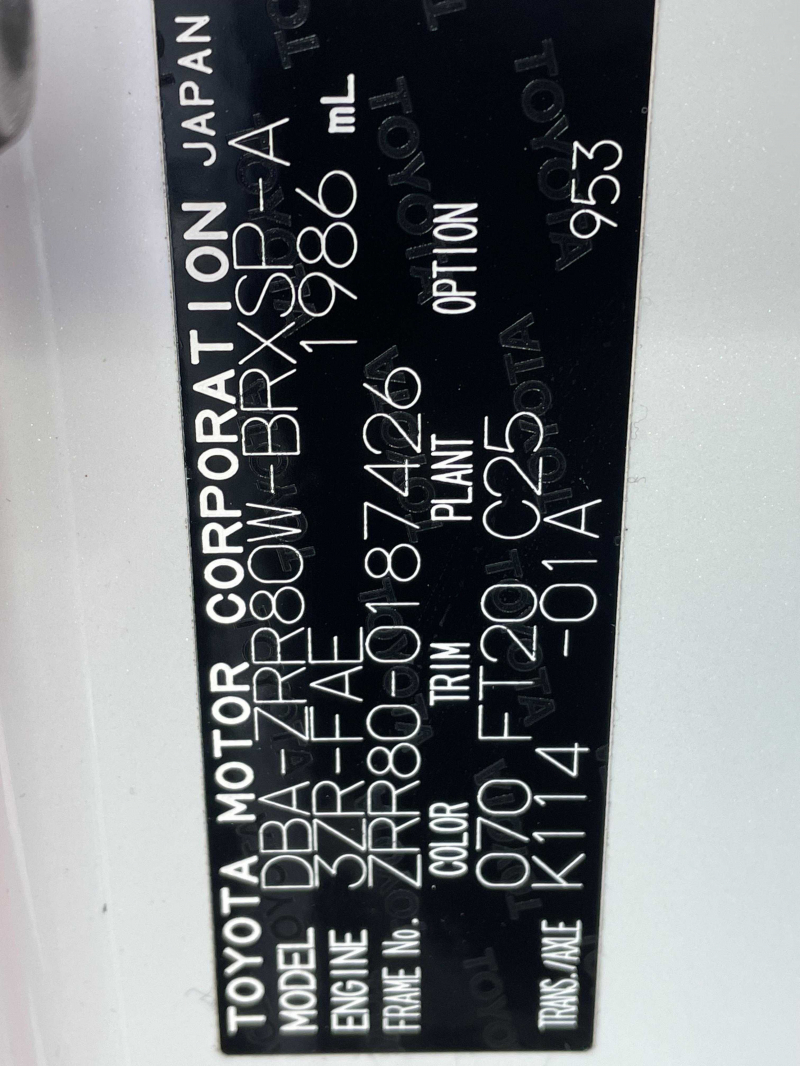 TOYOTA MOTOR CORPORATION JAPAN
MODEL DBA-ZRR80W-BRXSP-A
ENGINE 3ZR-FAE 1986 mL
FRAME No. ZRR80-0187426
COLOR TRIM PLANT OPTION
070 FT20 C25 953
TRANS./AXLE K114 -01A